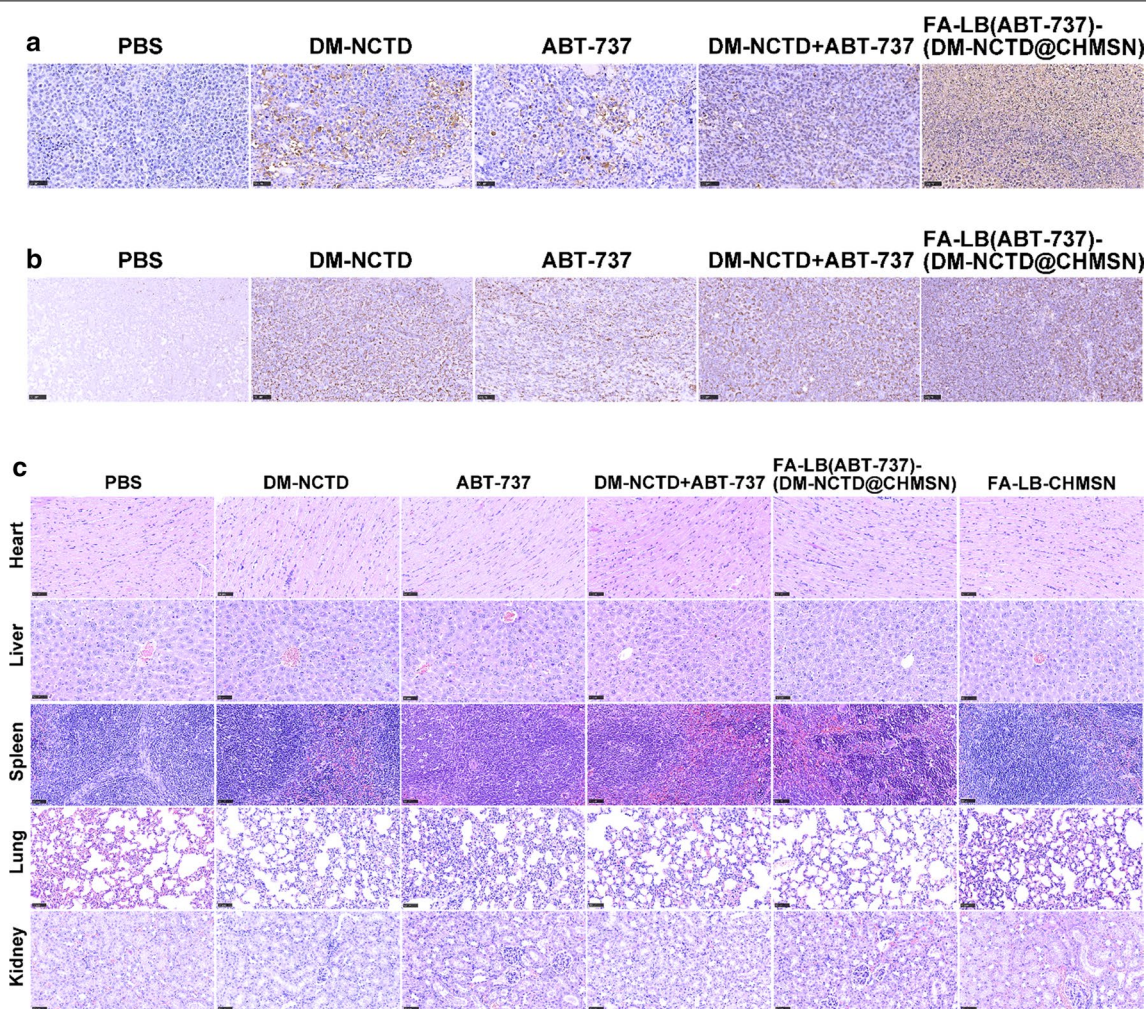 a
PBS
DM-NCTD
ABT-737
DM-NCTD+ABT-737
FA-LB(ABT-737)-
(DM-NCTD@CHMSN)
b
PBS
DM-NCTD
ABT-737
DM-NCTD+ABT-737
FA-LB(ABT-737)-
(DM-NCTD@CHMSN)
c
PBS
DM-NCTD
ABT-737
DM-NCTD+ABT-737
FA-LB(ABT-737)-
(DM-NCTD@CHMSN)
FA-LB-CHMSN
Heart
Liver
Spleen
Lung
Kidney